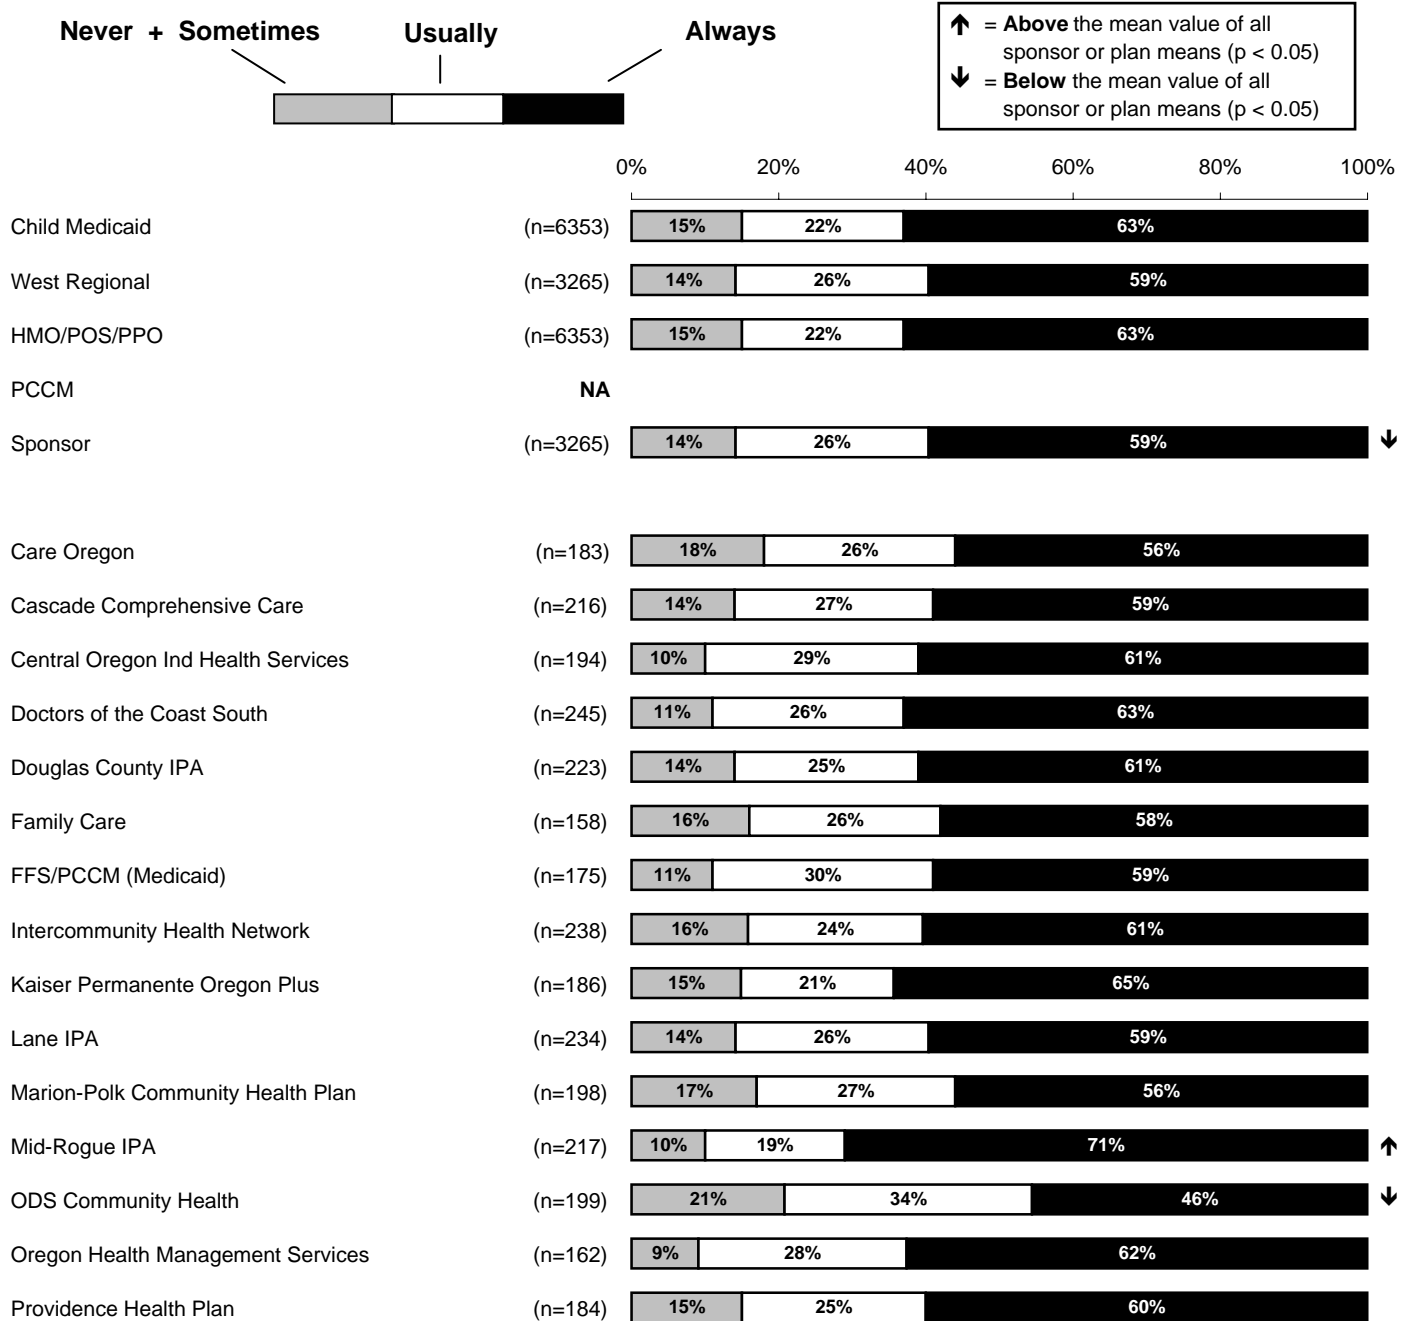 Never + Sometimes Usually Always
↑ = Above the mean value of all
sponsor or plan means (p < 0.05)
↓ = Below the mean value of all
sponsor or plan means (p < 0.05)
0% 20% 40% 60% 80% 100%
Child Medicaid (n=6353) 15% 22% 63%
West Regional (n=3265) 14% 26% 59%
HMO/POS/PPO (n=6353) 15% 22% 63%
PCCM NA
Sponsor (n=3265) 14% 26% 59% ↓
Care Oregon (n=183) 18% 26% 56%
Cascade Comprehensive Care (n=216) 14% 27% 59%
Central Oregon Ind Health Services (n=194) 10% 29% 61%
Doctors of the Coast South (n=245) 11% 26% 63%
Douglas County IPA (n=223) 14% 25% 61%
Family Care (n=158) 16% 26% 58%
FFS/PCCM (Medicaid) (n=175) 11% 30% 59%
Intercommunity Health Network (n=238) 16% 24% 61%
Kaiser Permanente Oregon Plus (n=186) 15% 21% 65%
Lane IPA (n=234) 14% 26% 59%
Marion-Polk Community Health Plan (n=198) 17% 27% 56%
Mid-Rogue IPA (n=217) 10% 19% 71% ↑
ODS Community Health (n=199) 21% 34% 46% ↓
Oregon Health Management Services (n=162) 9% 28% 62%
Providence Health Plan (n=184) 15% 25% 60%